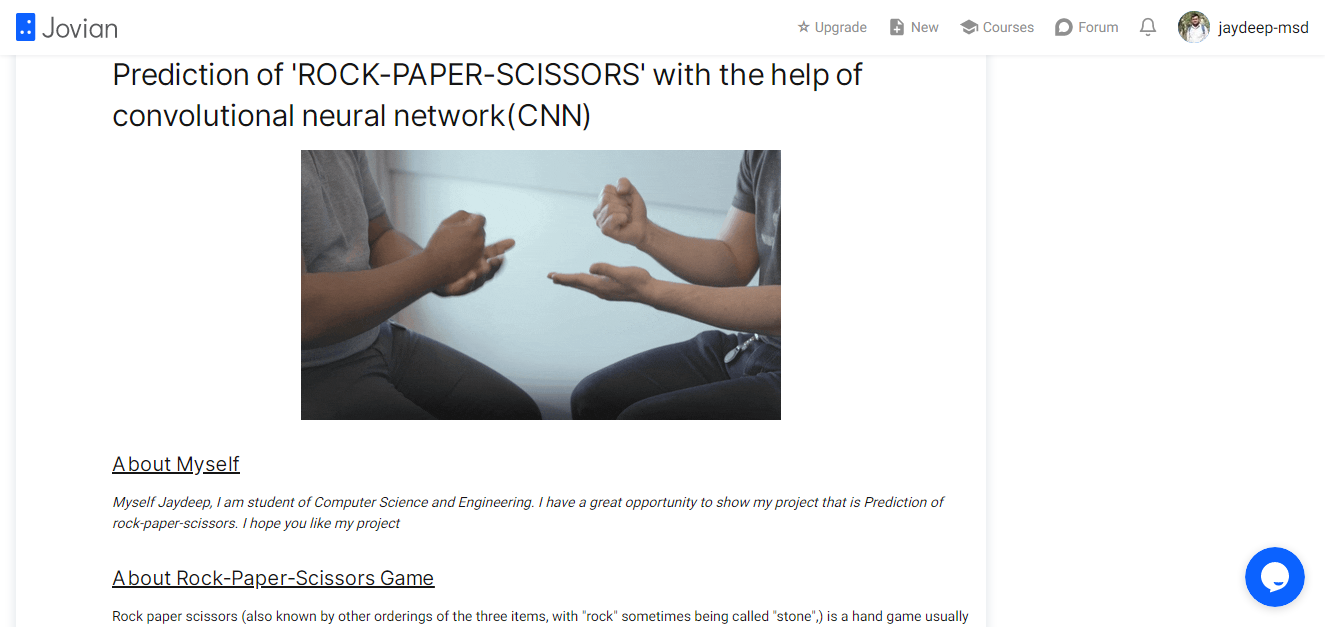 Jovian
Upgrade
New
Courses
Forum
jaydeep-msd
Prediction of 'ROCK-PAPER-SCISSORS' with the help of
convolutional neural network(CNN)
About Myself
Myself Jaydeep, I am student of Computer Science and Engineering. I have a great opportunity to show my project that is Prediction of
rock-paper-scissors. I hope you like my project
About Rock-Paper-Scissors Game
Rock paper scissors (also known by other orderings of the three items, with "rock" sometimes being called "stone",) is a hand game usually